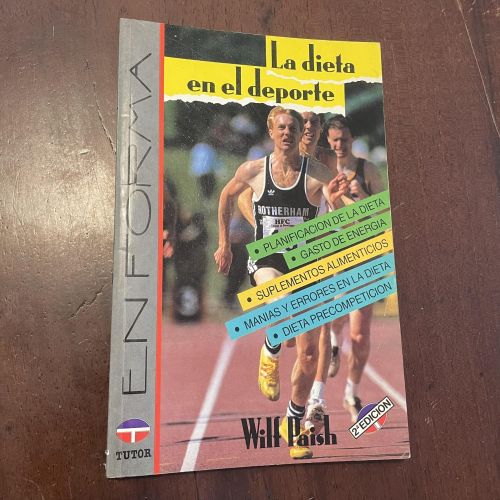 La dieta
en el deporte
EN FORMA
ROTHERHAM
HFC
• PLANIFICACION DE LA DIETA
• GASTO DE ENERGIA
• SUPLEMENTOS ALIMENTICIOS
• MANIAS Y ERRORES EN LA DIETA
• DIETA PRECOMPETICION
Wilf Paish
2ª EDICION
TUTOR